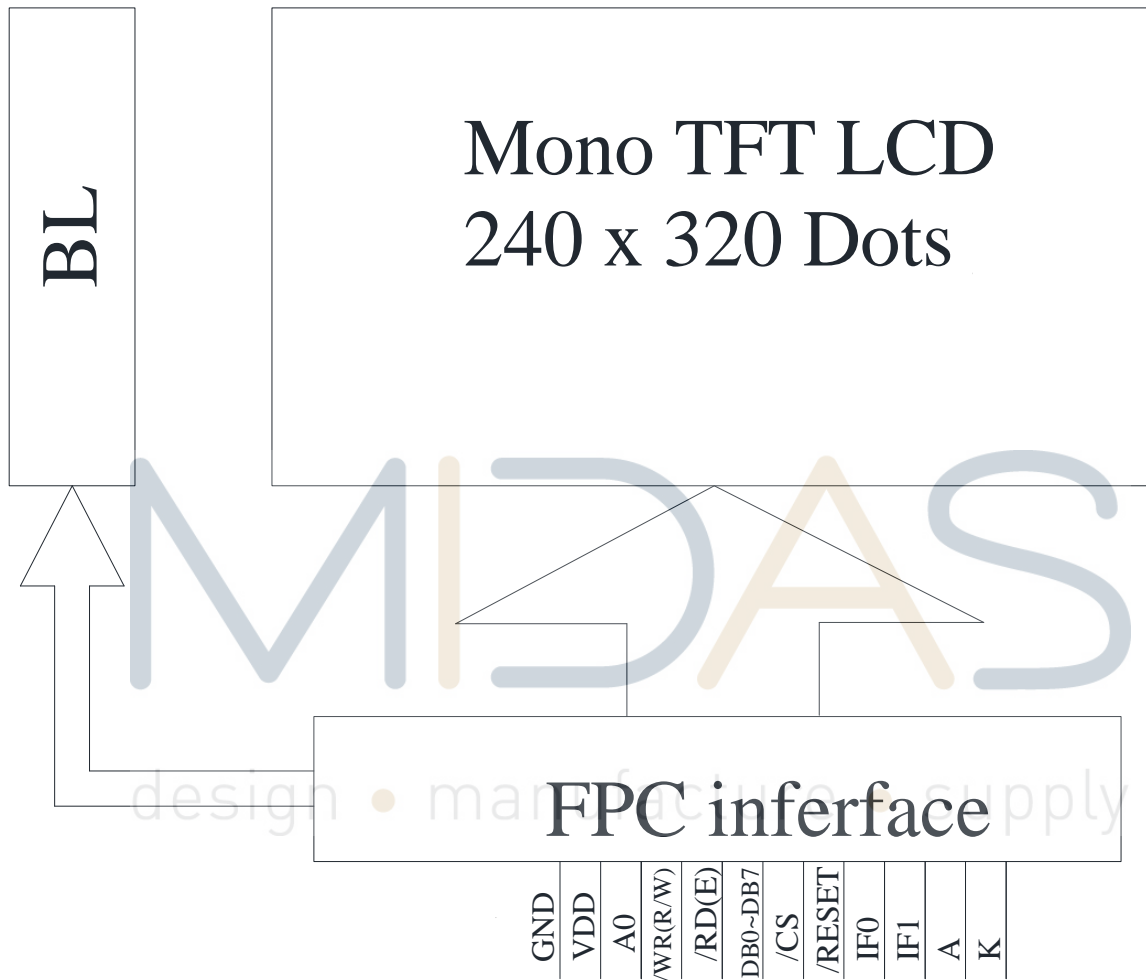 Mono TFT LCD
240 x 320 Dots
BL
MIDAS
design • manufacture • supply
FPC inferface
GND
VDD
A0
/WR(R/W)
/RD(E)
DB0~DB7
/CS
/RESET
IF0
IF1
A
K